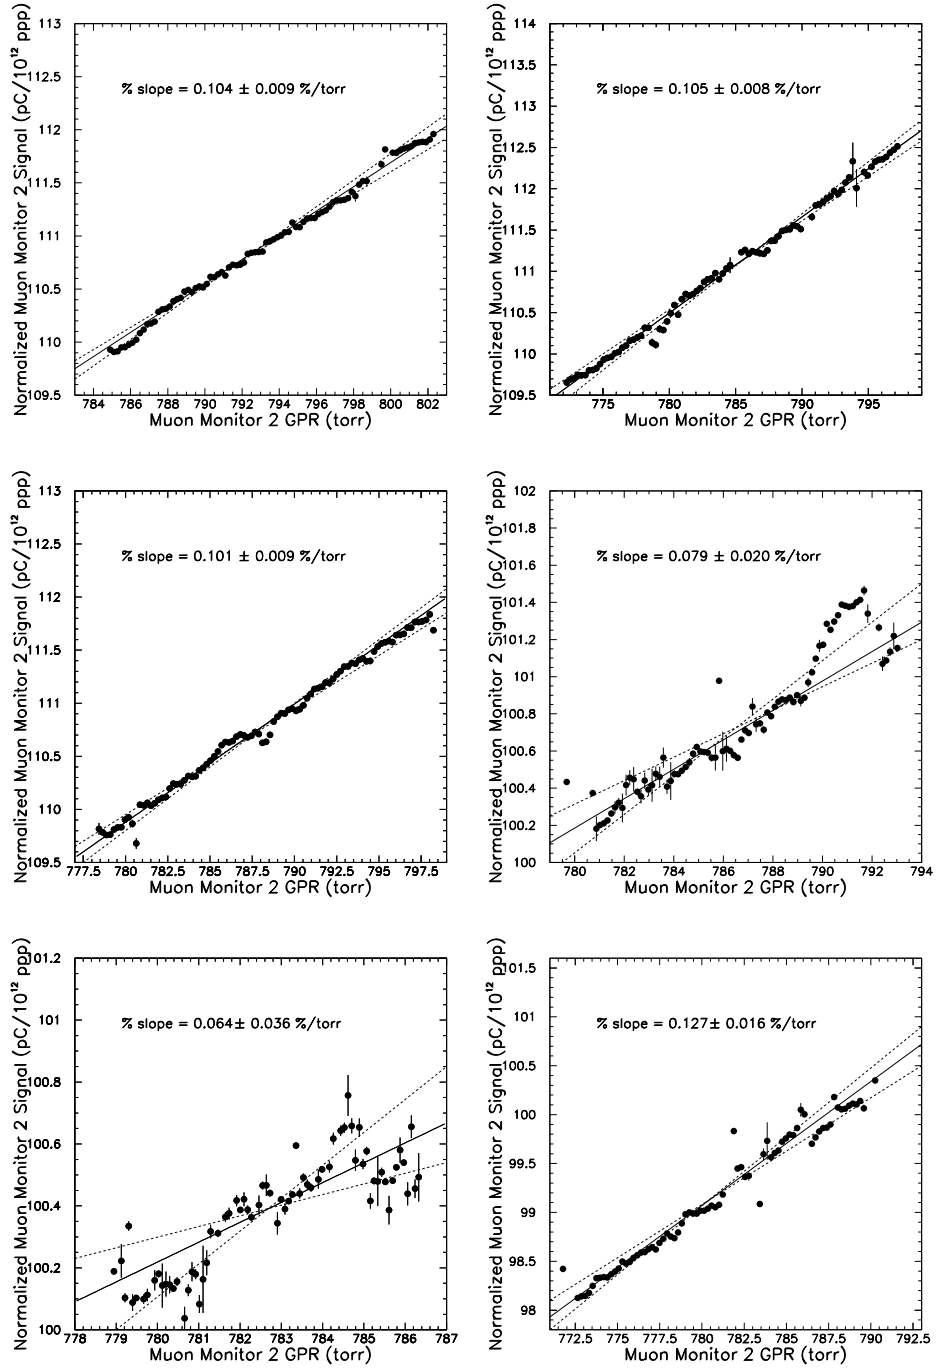 Normalized Muon Monitor 2 Signal (pC/10¹² ppp)
113
112.5
112
111.5
111
110.5
110
109.5
% slope = 0.104 ± 0.009 %/torr
784 786 788 790 792 794 796 798 800 802
Muon Monitor 2 GPR (torr)
Normalized Muon Monitor 2 Signal (pC/10¹² ppp)
114
113.5
113
112.5
112
111.5
111
110.5
110
109.5
% slope = 0.105 ± 0.008 %/torr
775 780 785 790 795
Muon Monitor 2 GPR (torr)
Normalized Muon Monitor 2 Signal (pC/10¹² ppp)
113
112.5
112
111.5
111
110.5
110
109.5
% slope = 0.101 ± 0.009 %/torr
777.5 780 782.5 785 787.5 790 792.5 795 797.5
Muon Monitor 2 GPR (torr)
Normalized Muon Monitor 2 Signal (pC/10¹² ppp)
102
101.8
101.6
101.4
101.2
101
100.8
100.6
100.4
100.2
100
% slope = 0.079 ± 0.020 %/torr
780 782 784 786 788 790 792 794
Muon Monitor 2 GPR (torr)
Normalized Muon Monitor 2 Signal (pC/10¹² ppp)
101.2
101
100.8
100.6
100.4
100.2
100
% slope = 0.064± 0.036 %/torr
778 779 780 781 782 783 784 785 786 787
Muon Monitor 2 GPR (torr)
Normalized Muon Monitor 2 Signal (pC/10¹² ppp)
101.5
101
100.5
100
99.5
99
98.5
98
% slope = 0.127± 0.016 %/torr
772.5 775 777.5 780 782.5 785 787.5 790 792.5
Muon Monitor 2 GPR (torr)